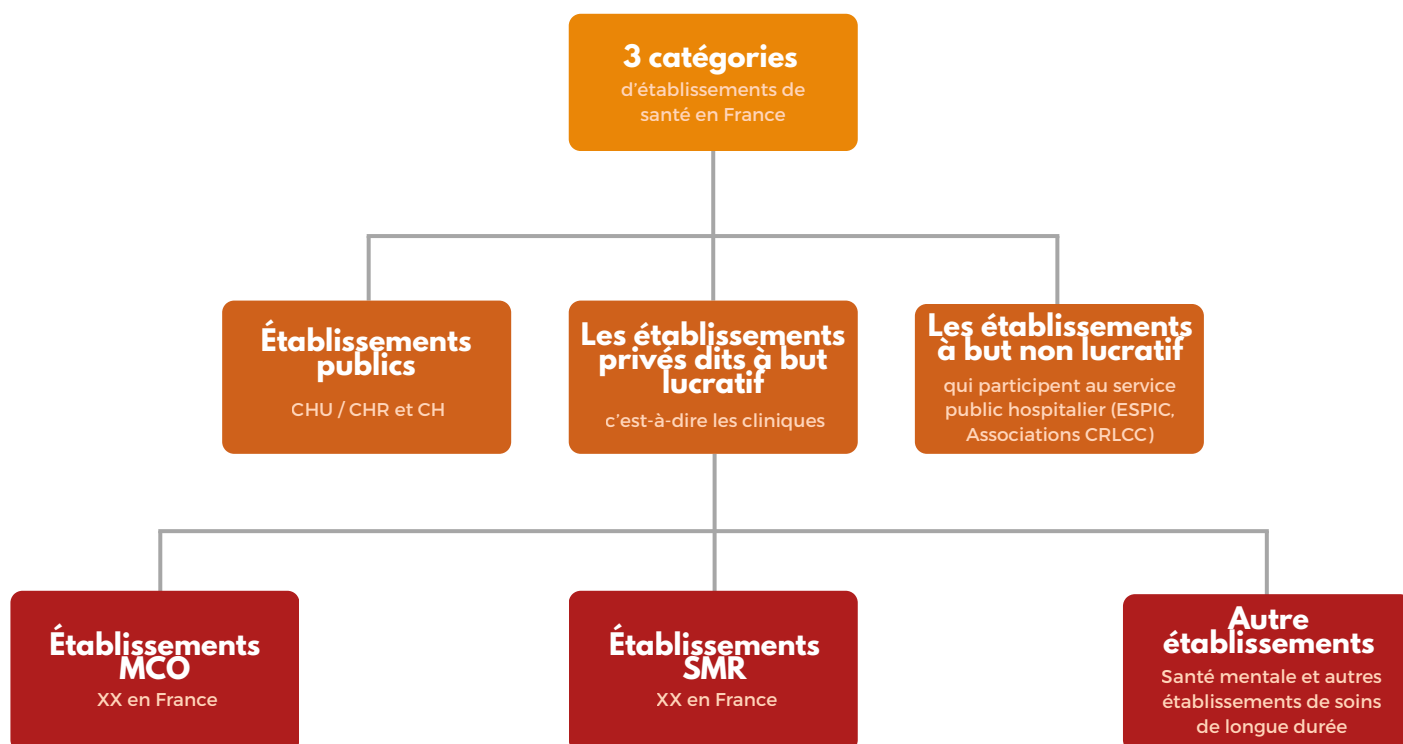 3 catégories
d'établissements de
santé en France
Établissements
publics
CHU / CHR et CH
Les établissements
privés dits à but
lucratif
c'est-à-dire les cliniques
Les établissements
à but non lucratif
qui participent au service
public hospitalier (ESPIC,
Associations CRLCC)
Établissements
MCO
XX en France
Établissements
SMR
XX en France
Autre
établissements
Santé mentale et autres
établissements de soins
de longue durée